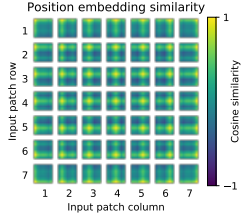 Position embedding similarity
1
1
2
3
4
5
6
7
−1
1 2 3 4 5 6 7
Input patch row
Input patch column
Cosine similarity